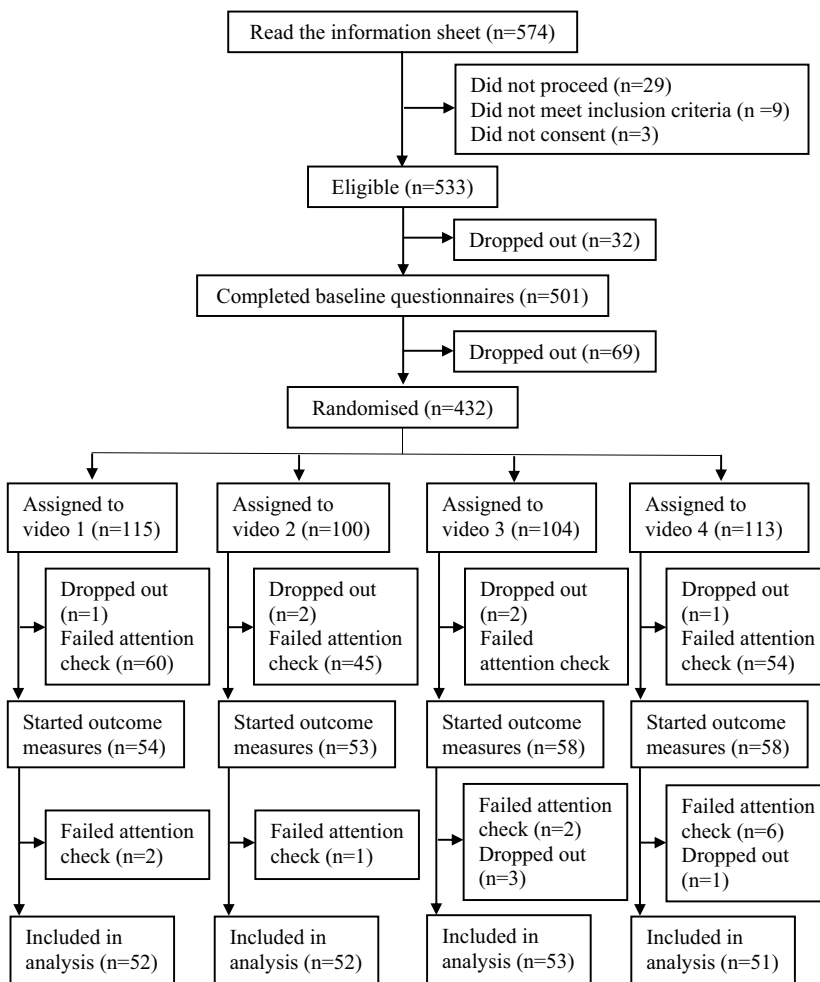 Read the information sheet (n=574)
Did not proceed (n=29)
Did not meet inclusion criteria (n =9)
Did not consent (n=3)
Eligible (n=533)
Dropped out (n=32)
Completed baseline questionnaires (n=501)
Dropped out (n=69)
Randomised (n=432)
Assigned to
video 1 (n=115)
Assigned to
video 2 (n=100)
Assigned to
video 3 (n=104)
Assigned to
video 4 (n=113)
Dropped out
(n=1)
Failed attention
check (n=60)
Dropped out
(n=2)
Failed attention
check (n=45)
Dropped out
(n=2)
Failed
attention check
Dropped out
(n=1)
Failed attention
check (n=54)
Started outcome
measures (n=54)
Started outcome
measures (n=53)
Started outcome
measures (n=58)
Started outcome
measures (n=58)
Failed attention
check (n=2)
Failed attention
check (n=1)
Failed attention
check (n=2)
Dropped out
(n=3)
Failed attention
check (n=6)
Dropped out
(n=1)
Included in
analysis (n=52)
Included in
analysis (n=52)
Included in
analysis (n=53)
Included in
analysis (n=51)